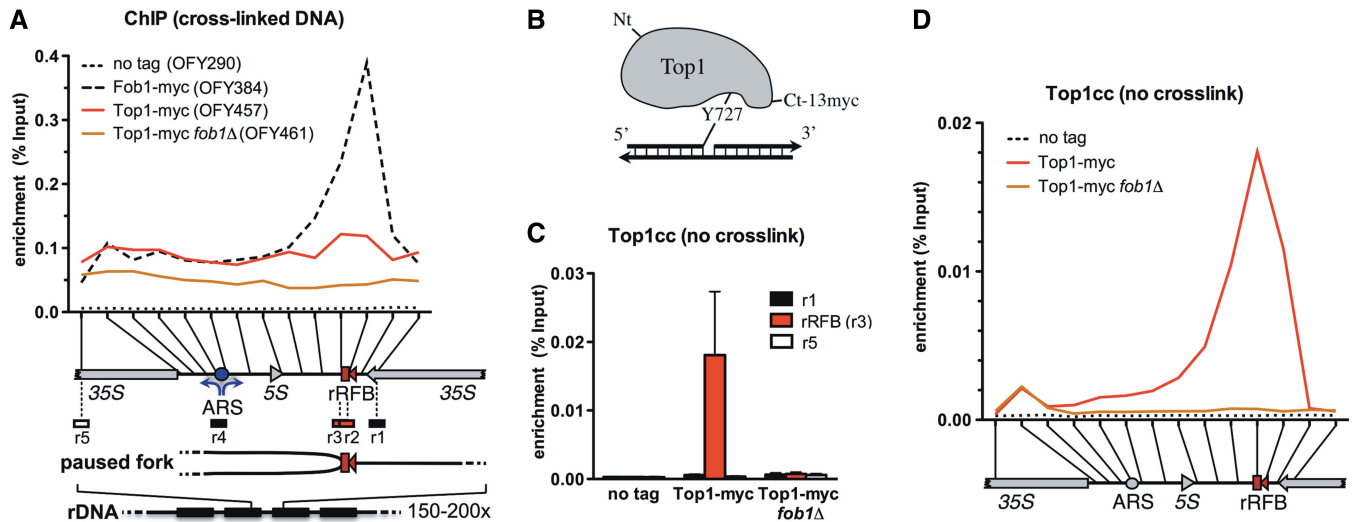 A
ChIP (cross-linked DNA)
enrichment (% Input)
0.4
0.3
0.2
0.1
0.0
no tag (OFY290)
Fob1-myc (OFY384)
Top1-myc (OFY457)
Top1-myc fob1Δ (OFY461)
35S
ARS
5S
rRFB
35S
r5
r4
r3
r2
r1
paused fork
rDNA
150-200x
B
Nt
Top1
Ct-13myc
Y727
5’
3’
C
Top1cc (no crosslink)
enrichment (% Input)
0.03
0.02
0.01
0.00
r1
rRFB (r3)
r5
no tag
Top1-myc
Top1-myc
fob1Δ
D
Top1cc (no crosslink)
enrichment (% Input)
0.02
0.01
0.00
no tag
Top1-myc
Top1-myc fob1Δ
35S
ARS
5S
rRFB